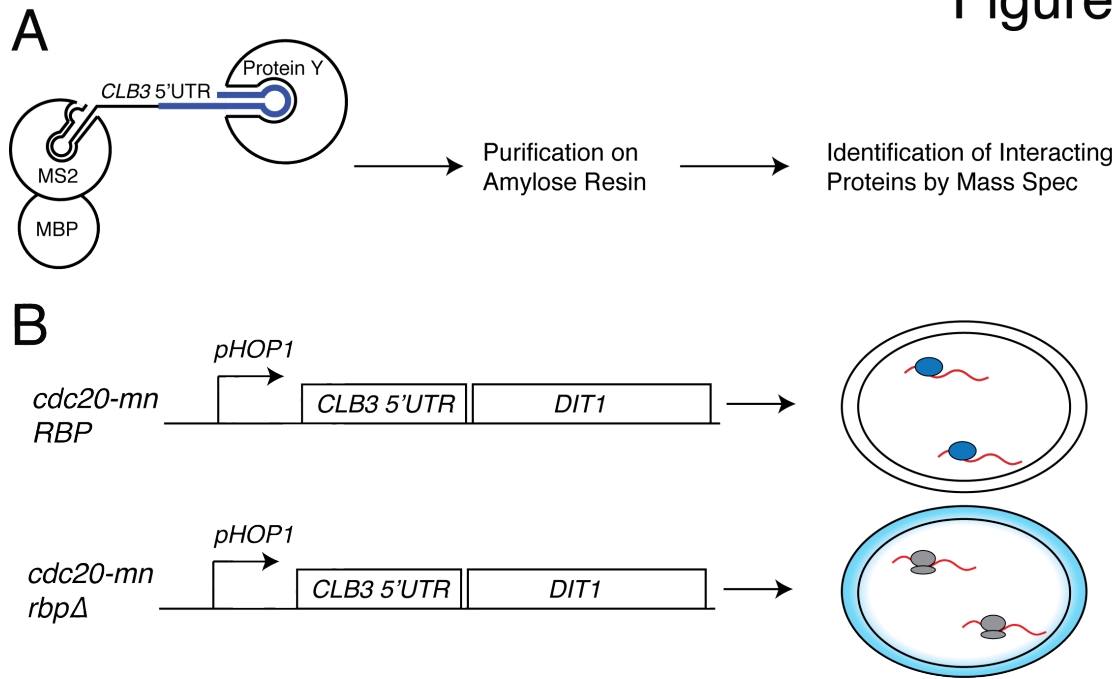 Figure
A
Protein Y
CLB3 5’UTR
MS2
MBP
Purification on
Amylose Resin
Identification of Interacting
Proteins by Mass Spec
B
pHOP1
cdc20-mn
RBP
CLB3 5’UTR
DIT1
pHOP1
cdc20-mn
rbpΔ
CLB3 5’UTR
DIT1